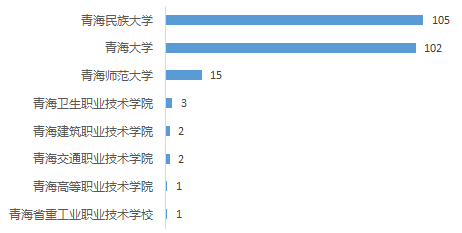 青海民族大学 105
青海大学 102
青海师范大学 15
青海卫生职业技术学院 3
青海建筑职业技术学院 2
青海交通职业技术学院 2
青海高等职业技术学院 1
青海省重工业职业技术学校 1